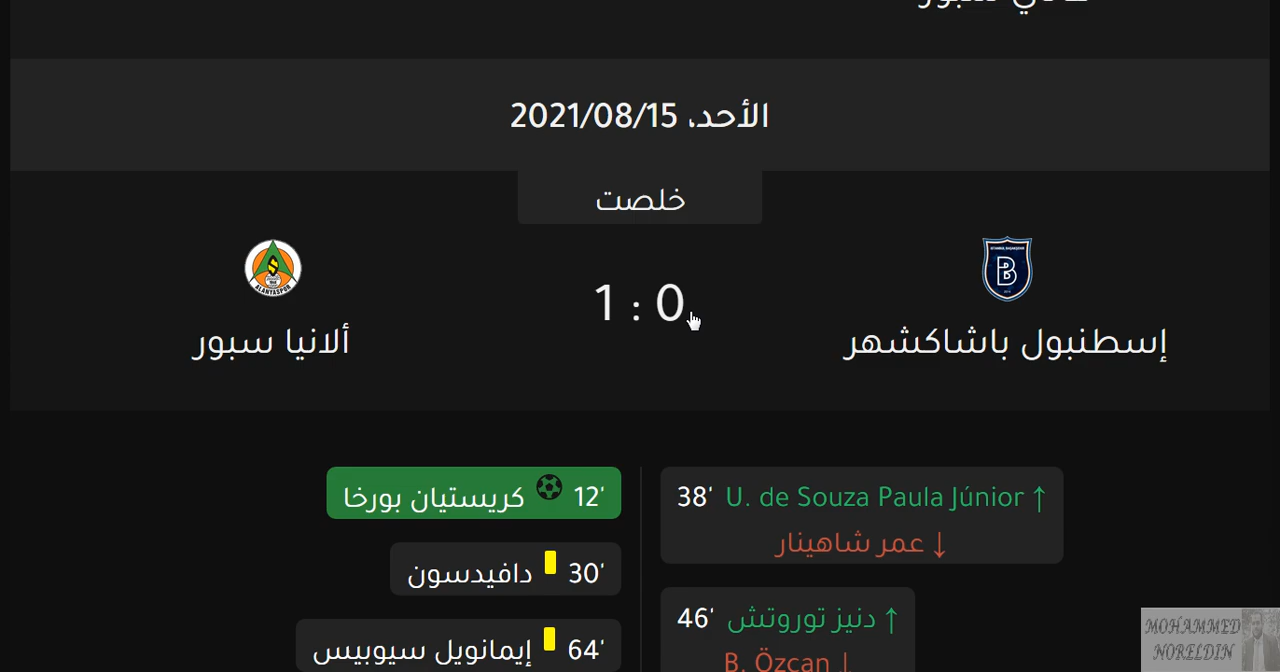 الأحد، 2021/08/15
خلصت
إسطنبول باشاكشهر
0 : 1
ألانيا سبور
ALANYASPOR
38' U. de Souza Paula Júnior ↑
↓ عمر شاهينار
46' دنيز توروتش ↑
B. Özcan ↓
12' كريستيان بورخا
30' دافيدسون
64' إيمانويل سيوبيس
MOHAMMED
NORELDIN